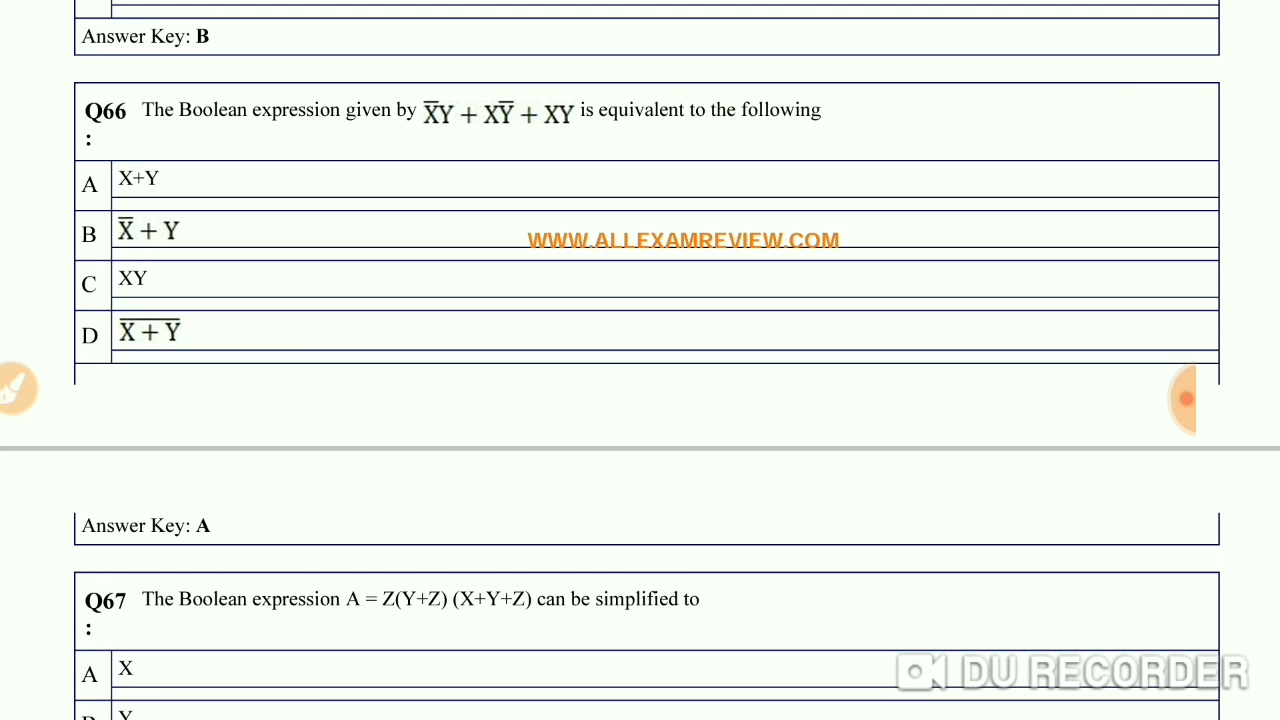 Answer Key: B
Q66 The Boolean expression given by X̅Y + XY̅ + XY is equivalent to the following
:
A X+Y
B X̅ + Y
WWW.ALLEXAMREVIEW.COM
C XY
D X̅ ̅+̅ ̅Y̅
Answer Key: A
Q67 The Boolean expression A = Z(Y+Z) (X+Y+Z) can be simplified to
:
A X
DU RECORDER
B Y